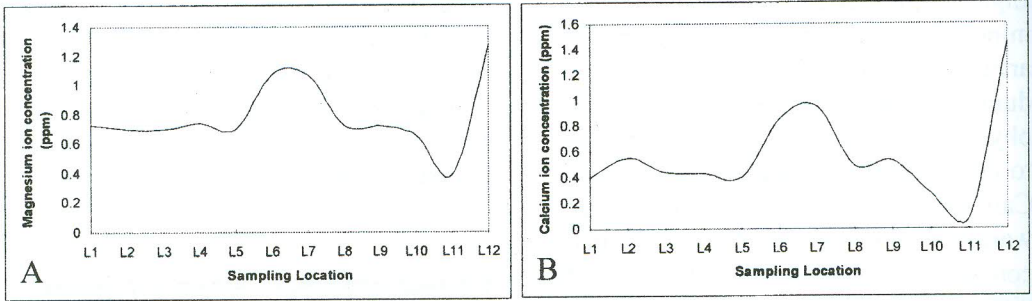 Magnesium ion concentration
(ppm)
1.4
1.2
1
0.8
0.6
0.4
0.2
0
L1 L2 L3 L4 L5 L6 L7 L8 L9 L10 L11 L12
Sampling Location
A
Calcium ion concentration (ppm)
1.6
1.4
1.2
1
0.8
0.6
0.4
0.2
0
L1 L2 L3 L4 L5 L6 L7 L8 L9 L10 L11 L12
Sampling Location
B